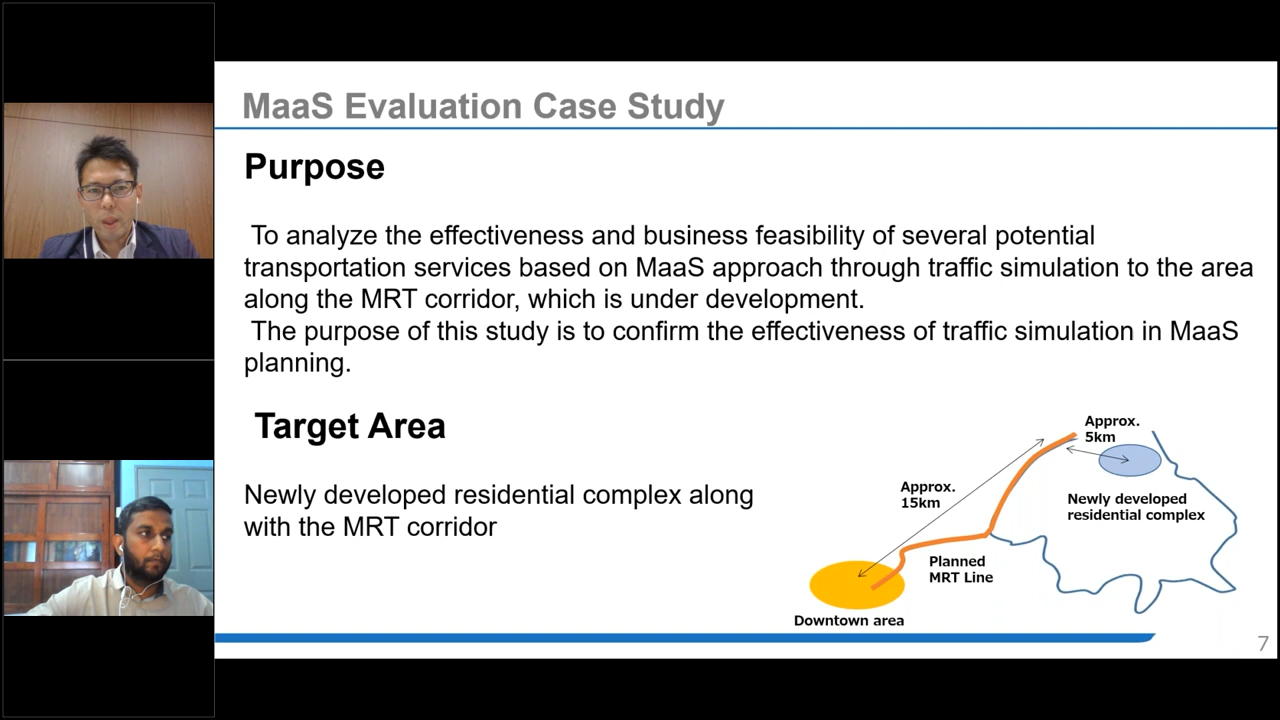 MaaS Evaluation Case Study
Purpose
To analyze the effectiveness and business feasibility of several potential
transportation services based on MaaS approach through traffic simulation to the area
along the MRT corridor, which is under development.
The purpose of this study is to confirm the effectiveness of traffic simulation in MaaS
planning.
Target Area
Newly developed residential complex along
with the MRT corridor
Approx.
5km
Approx.
15km
Newly developed
residential complex
Planned
MRT Line
Downtown area
7